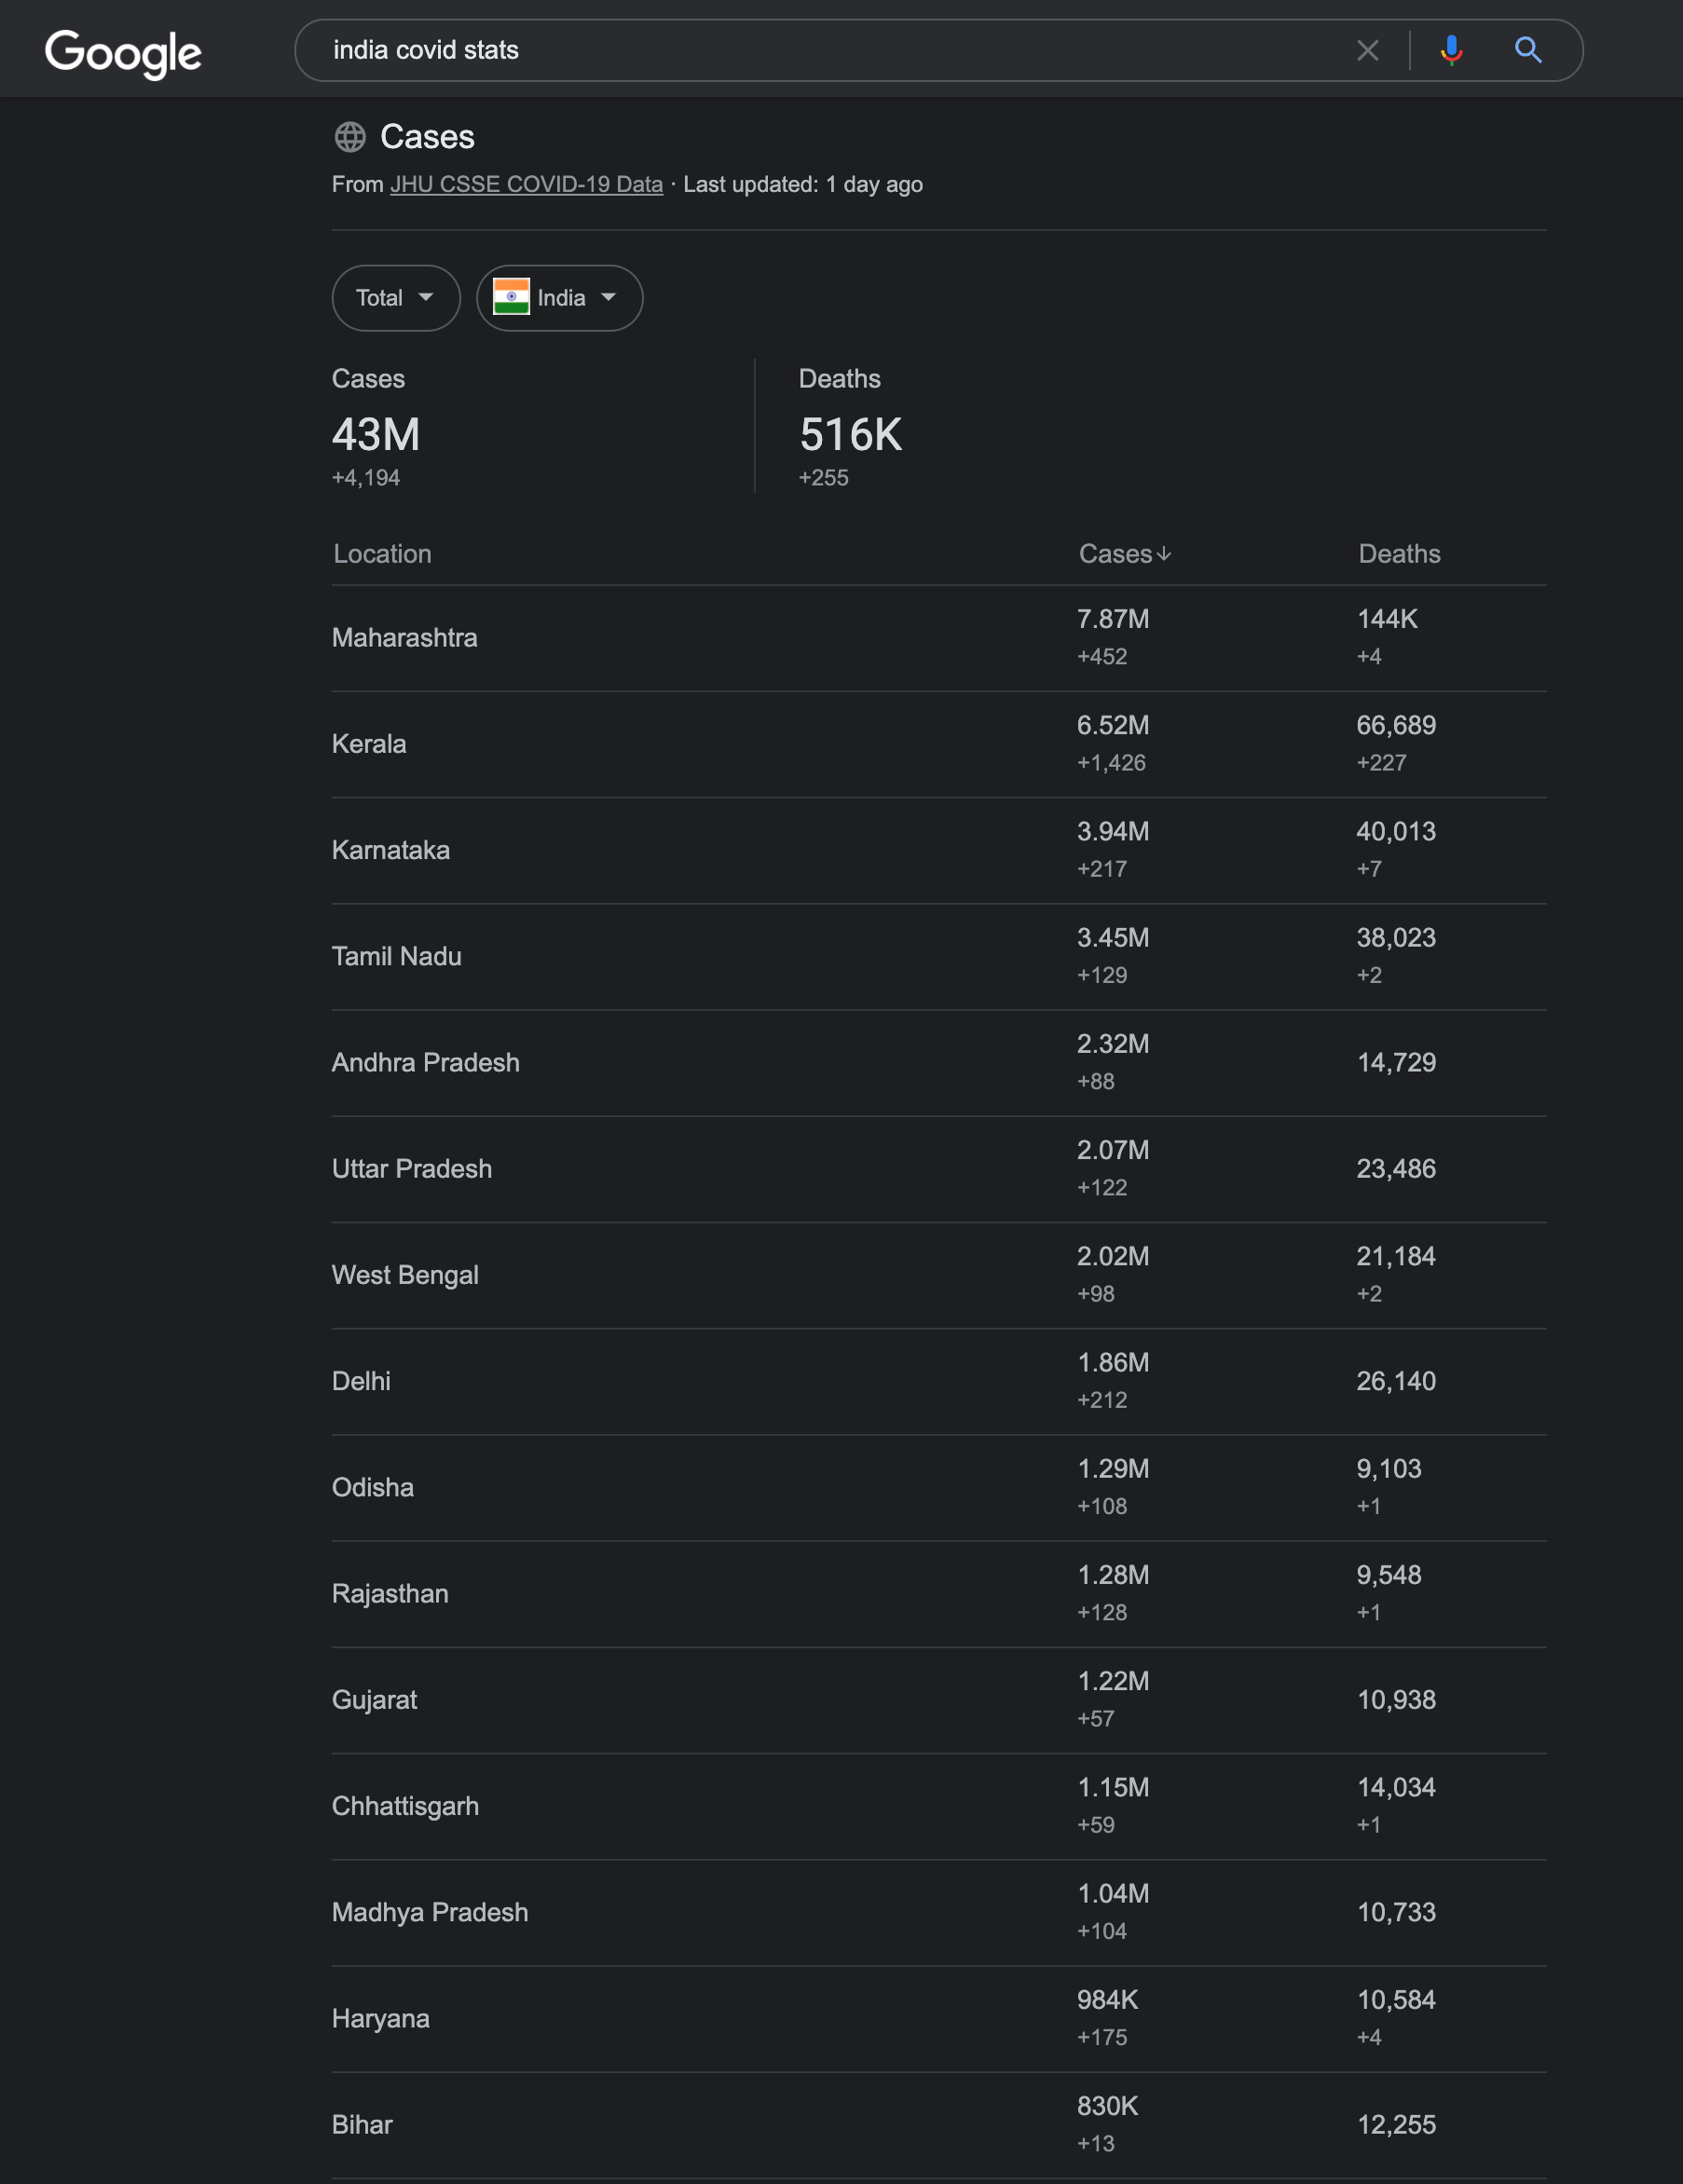 Google
india covid stats
Cases
From JHU CSSE COVID-19 Data · Last updated: 1 day ago
Total
India
Cases
43M
+4,194
Deaths
516K
+255
Location Cases↓ Deaths
Maharashtra
7.87M 144K
+452 +4
Kerala
6.52M 66,689
+1,426 +227
Karnataka
3.94M 40,013
+217 +7
Tamil Nadu
3.45M 38,023
+129 +2
Andhra Pradesh
2.32M
+88
14,729
Uttar Pradesh
2.07M
+122
23,486
West Bengal
2.02M 21,184
+98 +2
Delhi
1.86M
+212
26,140
Odisha
1.29M 9,103
+108 +1
Rajasthan
1.28M 9,548
+128 +1
Gujarat
1.22M
+57
10,938
Chhattisgarh
1.15M 14,034
+59 +1
Madhya Pradesh
1.04M
+104
10,733
Haryana
984K 10,584
+175 +4
Bihar
830K
+13
12,255